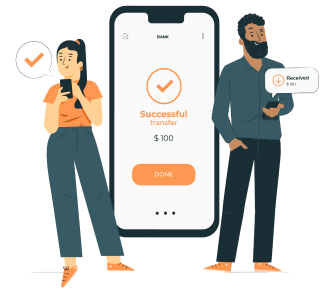 BANK
Successful
transfer
$ 100
DONE
Received
$ 100